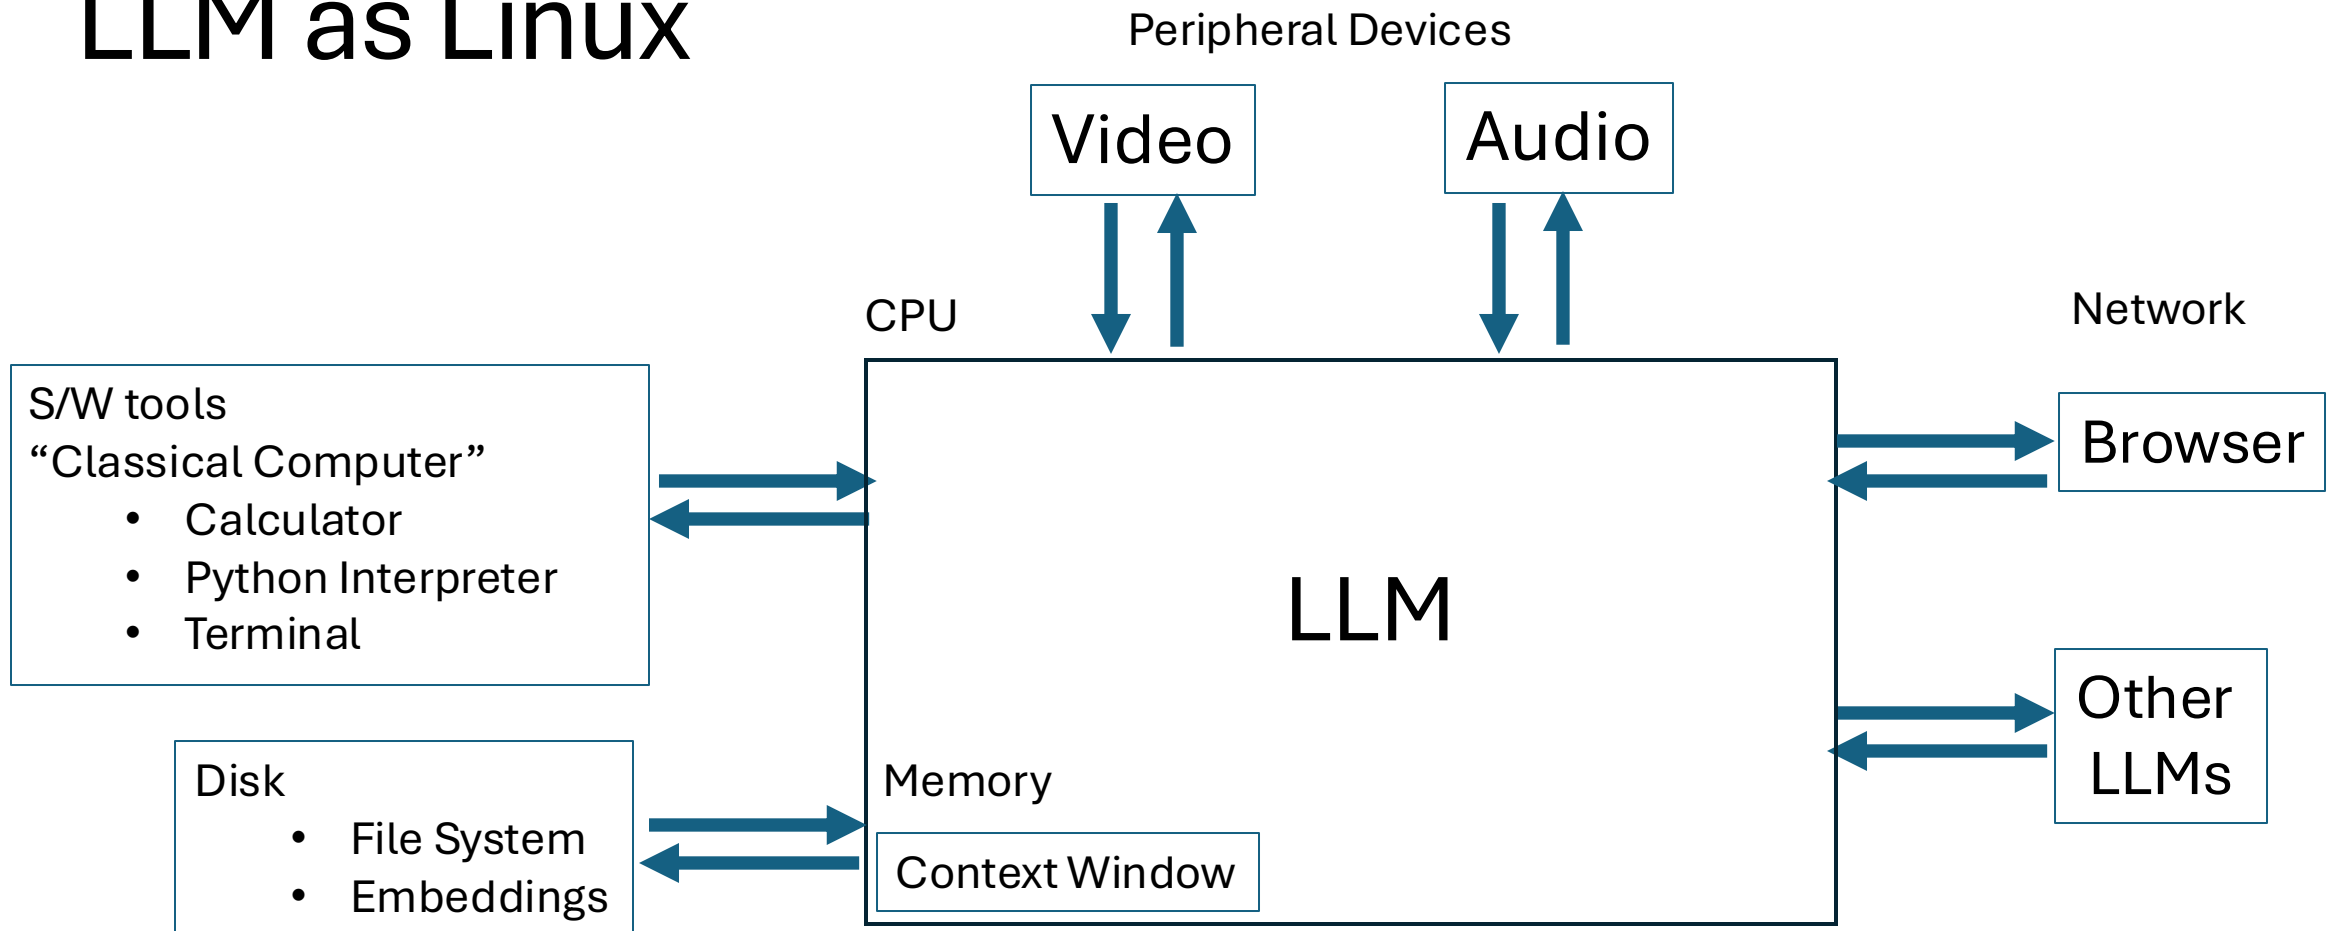 LLM as Linux
Peripheral Devices
Video
Audio
CPU
Network
S/W tools
“Classical Computer”
• Calculator
• Python Interpreter
• Terminal
Browser
LLM
Other
LLMs
Disk
• File System
• Embeddings
Memory
Context Window